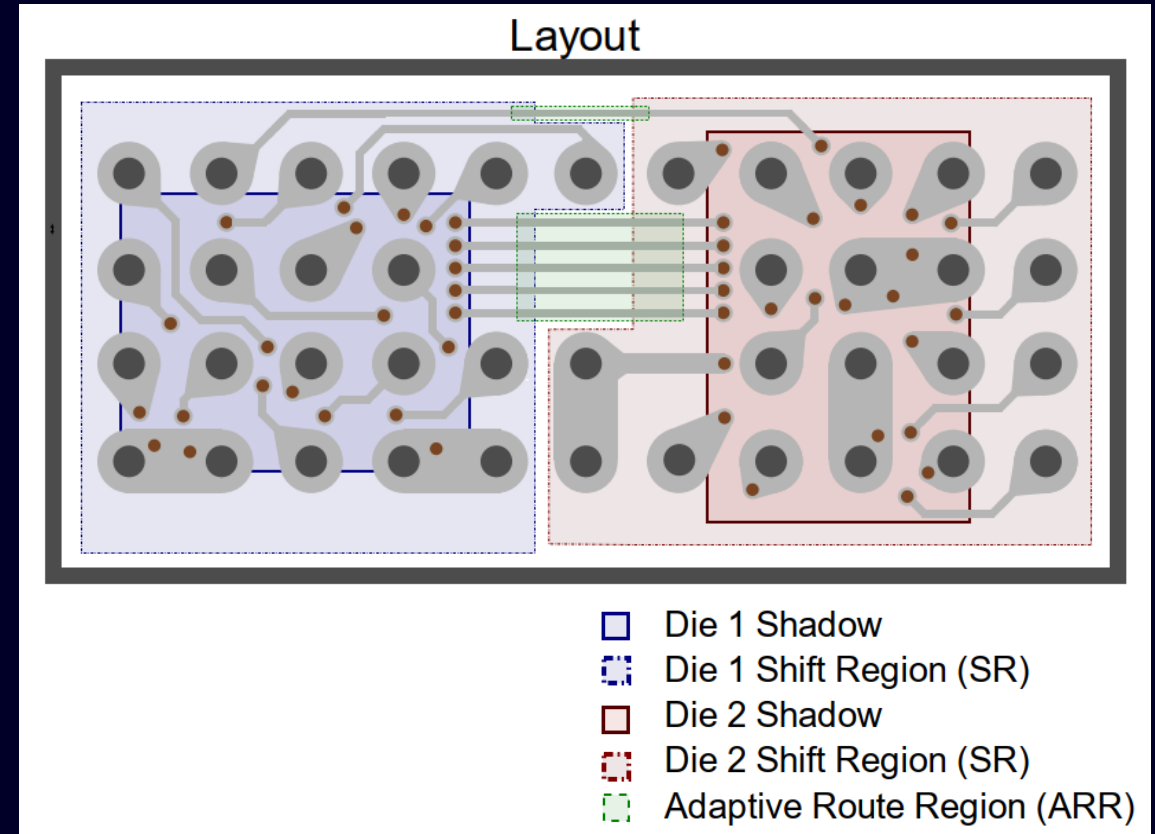 Layout
Die 1 Shadow
Die 1 Shift Region (SR)
Die 2 Shadow
Die 2 Shift Region (SR)
Adaptive Route Region (ARR)